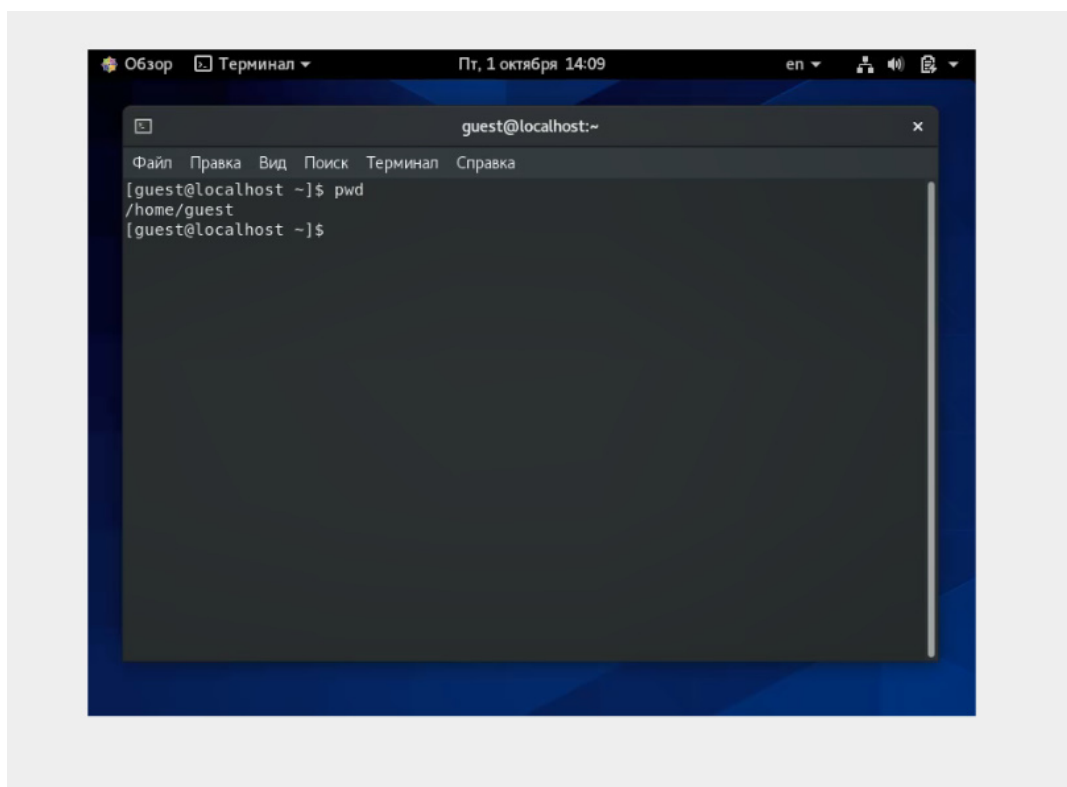 Обзор Терминал Пт, 1 октября 14:09 en
guest@localhost:~
Файл Правка Вид Поиск Терминал Справка
[guest@localhost ~]$ pwd
/home/guest
[guest@localhost ~]$